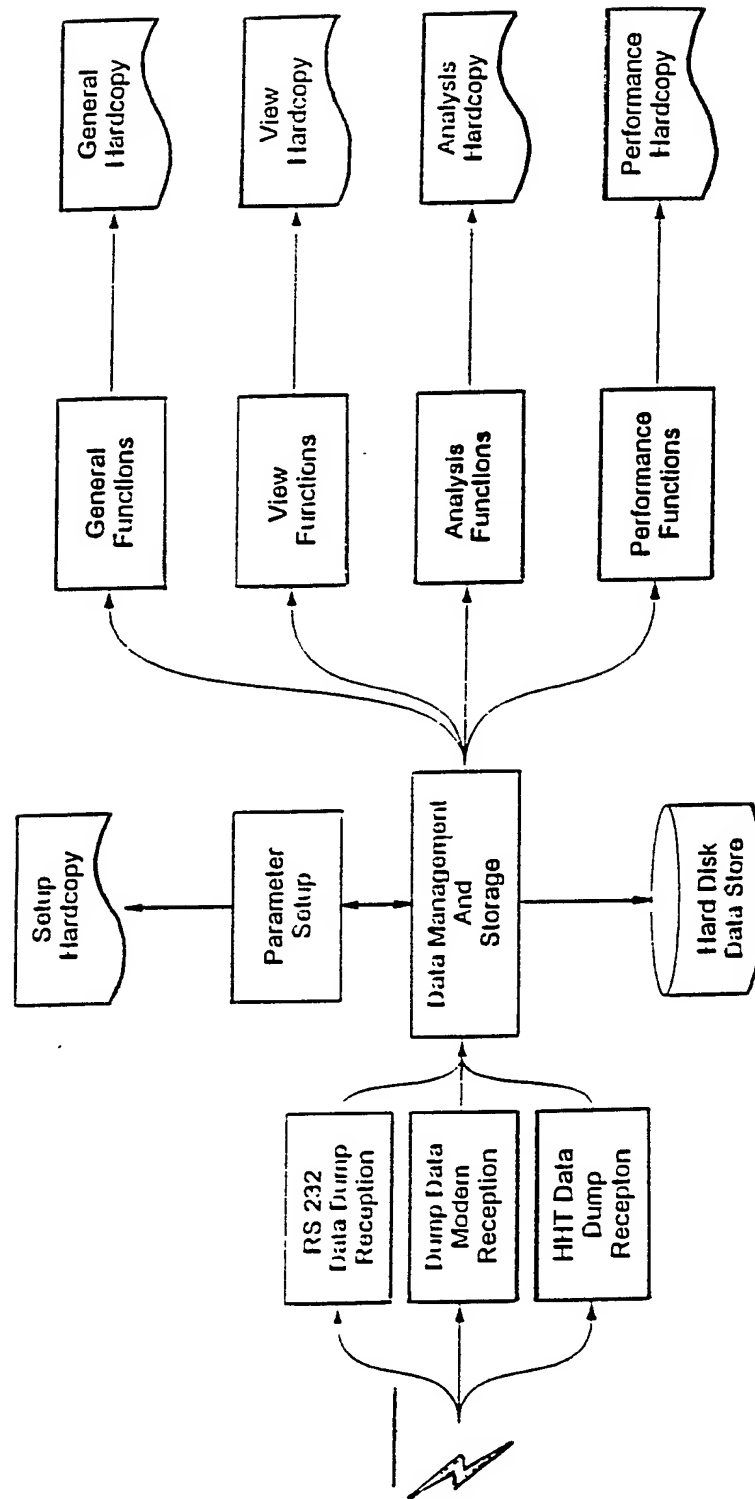 RS 232
Data Dump
Reception
Dump Data
Modem
Reception
HHT Data
Dump
Recepton
Setup
Hardcopy
Parameter
Setup
Data Management
And
Storage
Hard Disk
Data Store
General
Functions
View
Functions
Analysis
Functions
Performance
Functions
General
Hardcopy
View
Hardcopy
Analysis
Hardcopy
Performance
Hardcopy